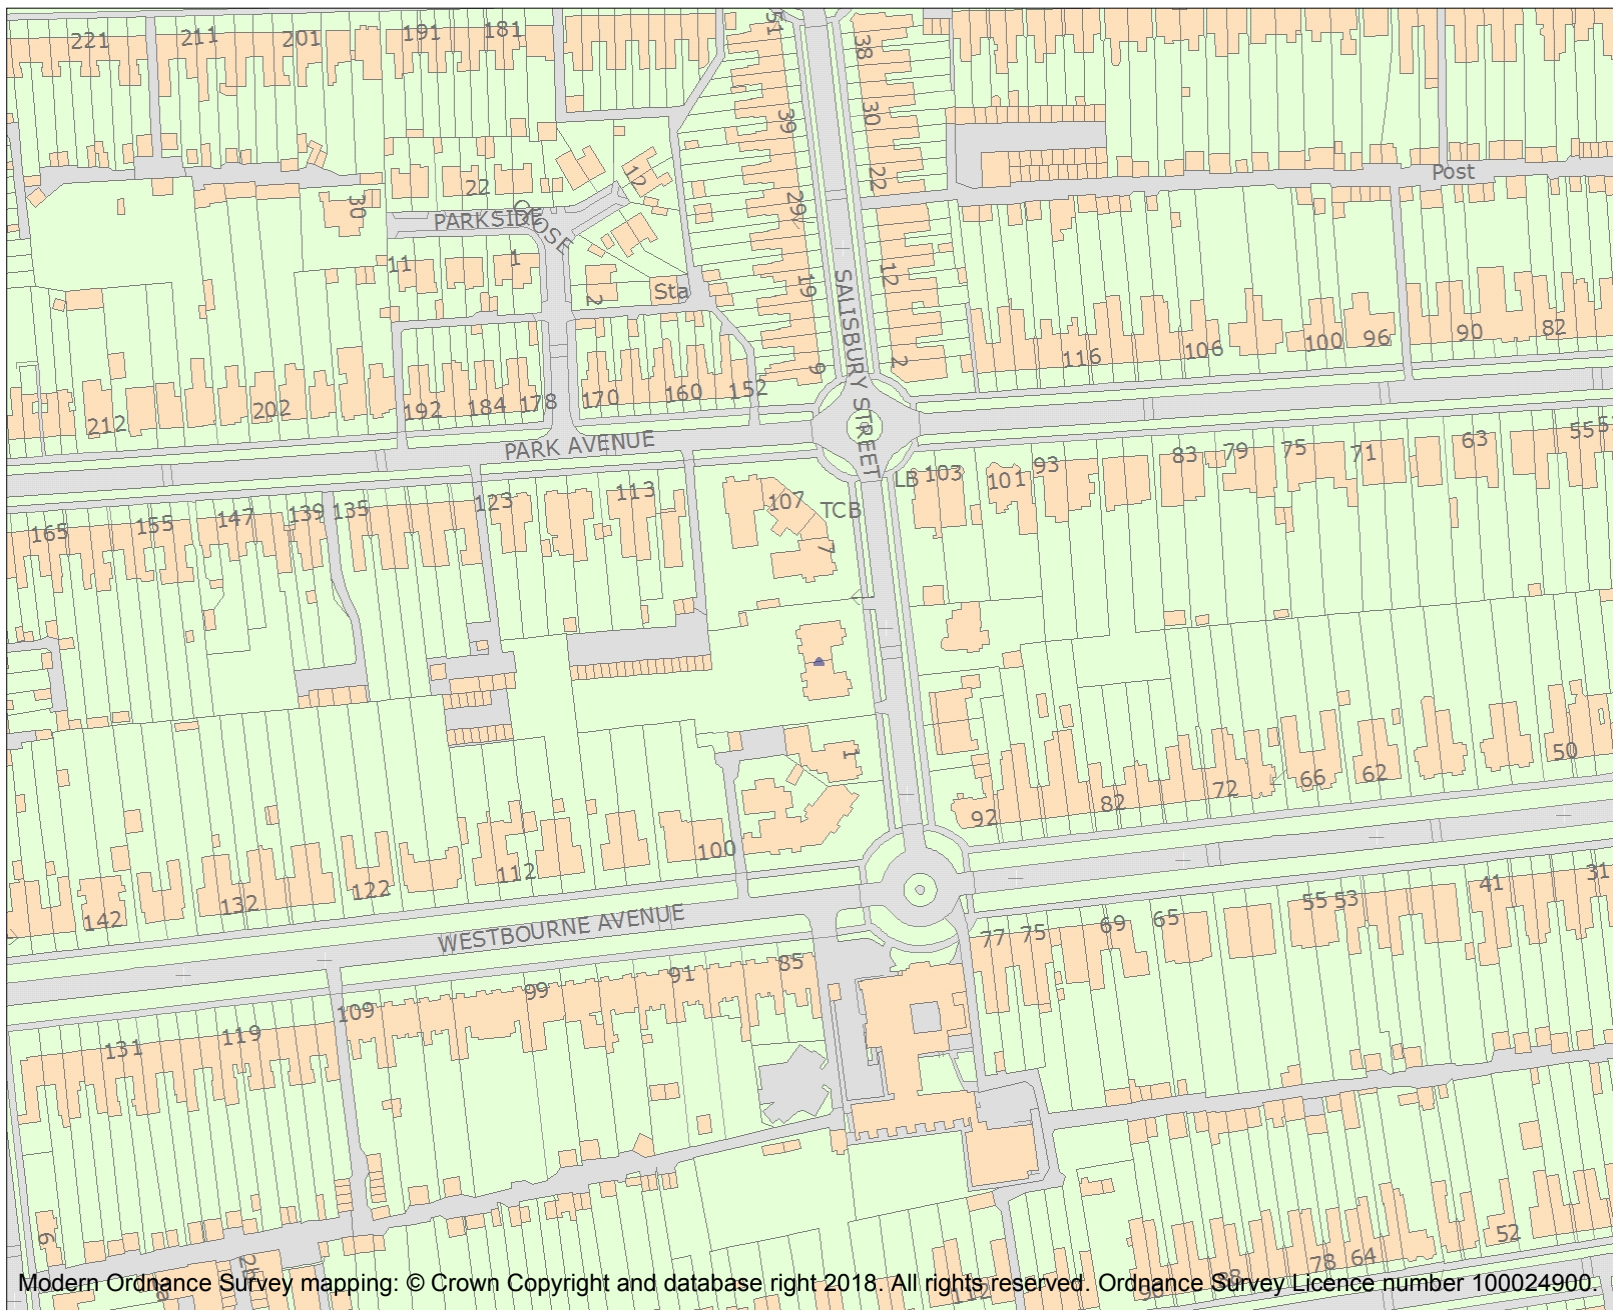 221 211 201 191 181 51 38
39 30
22 12 22
30 29 Post
PARKSIDE
CLOSE
11 1 2 Sta 19 12
SALISBURY STREET
116 106 100 96 90 82
9 2
212 202 192 184 178 170 160 152
PARK AVENUE
165 155 147 139 135 123 113 107 TCB LB 103 101 93 83 79 75 71 63 55
7
1
142 132 122 112 100 92 82 72 66 62 50
WESTBOURNE AVENUE
131 119 109 99 91 85 77 75 69 65 55 53 41 31
6 78 64 52
Modern Ordnance Survey mapping: © Crown Copyright and database right 2018. All rights reserved. Ordnance Survey Licence number 100024900.